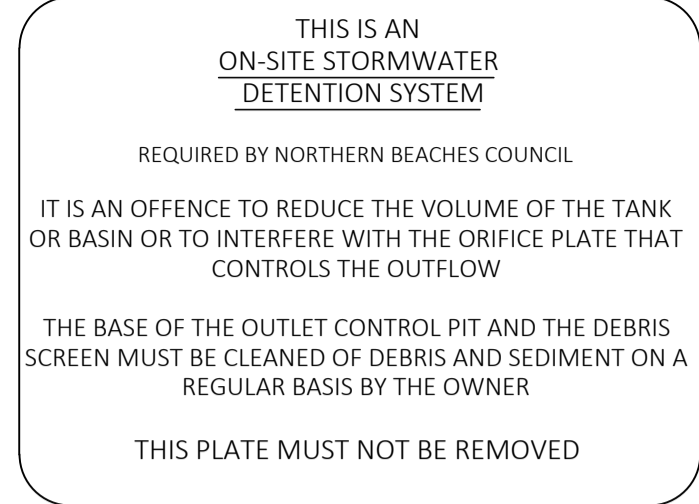 THIS IS AN
ON-SITE STORMWATER
DETENTION SYSTEM
REQUIRED BY NORTHERN BEACHES COUNCIL
IT IS AN OFFENCE TO REDUCE THE VOLUME OF THE TANK
OR BASIN OR TO INTERFERE WITH THE ORIFICE PLATE THAT
CONTROLS THE OUTFLOW
THE BASE OF THE OUTLET CONTROL PIT AND THE DEBRIS
SCREEN MUST BE CLEANED OF DEBRIS AND SEDIMENT ON A
REGULAR BASIS BY THE OWNER
THIS PLATE MUST NOT BE REMOVED